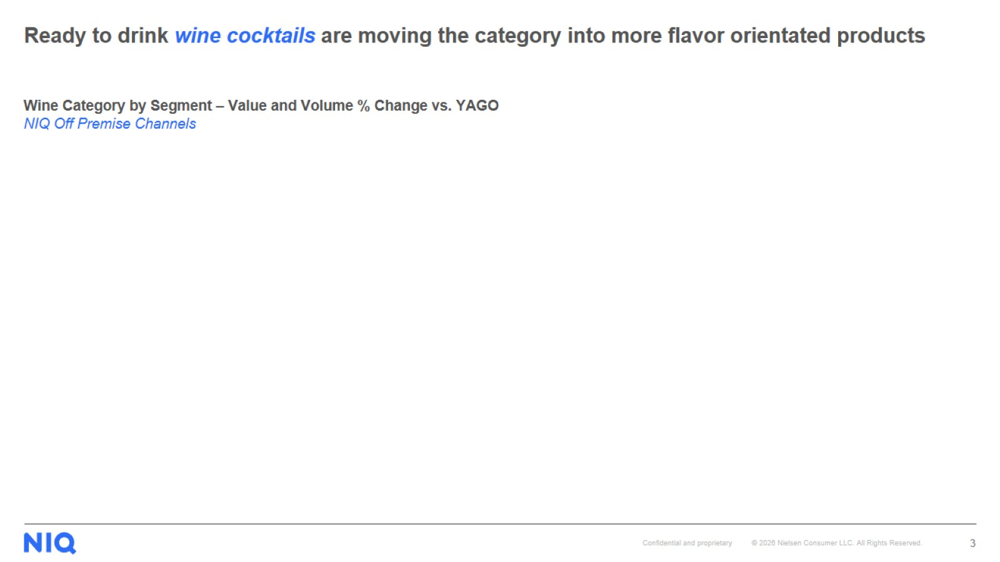 Ready to drink wine cocktails are moving the category into more flavor orientated products
Wine Category by Segment – Value and Volume % Change vs. YAGO
NIQ Off Premise Channels
NIQ
Confidential and proprietary
© 2026 Nielsen Consumer LLC. All Rights Reserved.
3